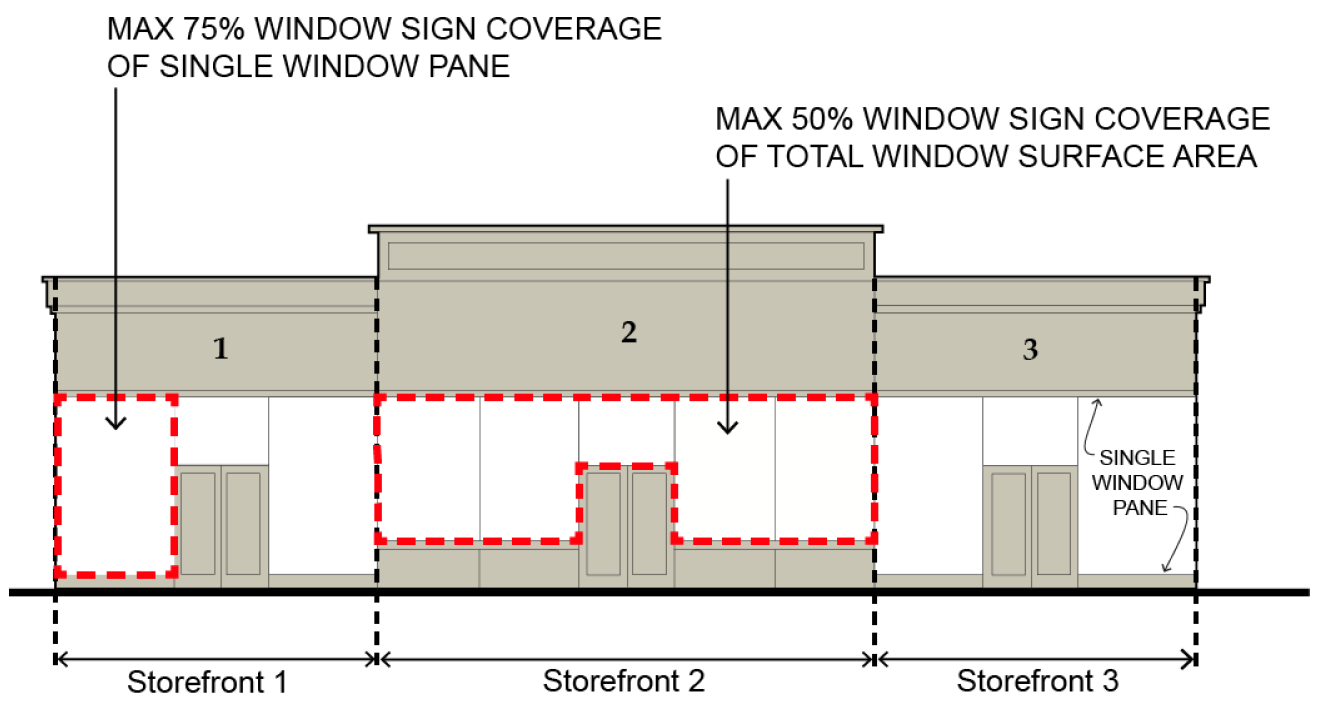 MAX 75% WINDOW SIGN COVERAGE
OF SINGLE WINDOW PANE
MAX 50% WINDOW SIGN COVERAGE
OF TOTAL WINDOW SURFACE AREA
1
2
3
SINGLE
WINDOW
PANE
Storefront 1
Storefront 2
Storefront 3